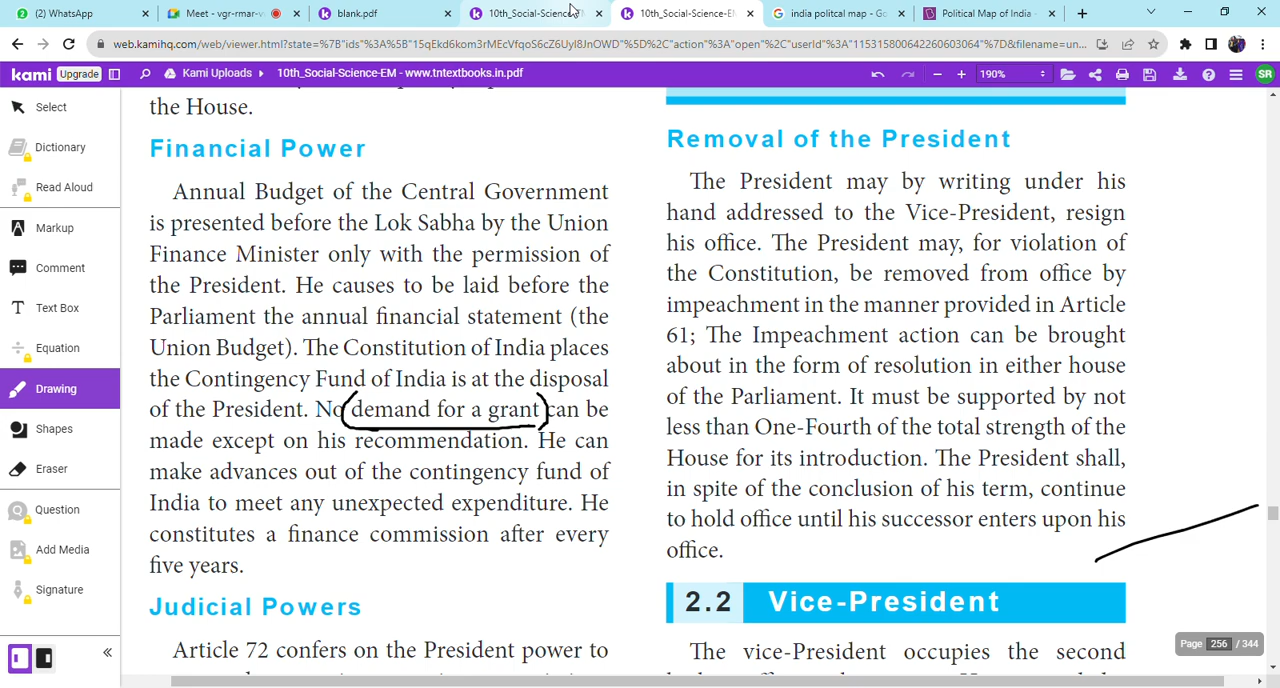 (2) WhatsApp
Meet - vgr-rmar-v
blank.pdf
10th_Social-Science-
10th_Social-Science-EM
india politcal map - Go
Political Map of India -
web.kamihq.com/web/viewer.html?state=%7B"ids"%3A%5B"15qEkd6kom3rMEcVfqoS6cZ6UyI8JnOWD"%5D%2C"action"%3A"open"%2C"userId"%3A"115315800642260603064"%7D&filename=un...
kami Upgrade
Kami Uploads
10th_Social-Science-EM - www.tntextbooks.in.pdf
190%
SR
Select
Dictionary
Read Aloud
Markup
Comment
Text Box
Equation
Drawing
Shapes
Eraser
Question
Add Media
Signature
the House.
Financial Power
Annual Budget of the Central Government
is presented before the Lok Sabha by the Union
Finance Minister only with the permission of
the President. He causes to be laid before the
Parliament the annual financial statement (the
Union Budget). The Constitution of India places
the Contingency Fund of India is at the disposal
of the President. No demand for a grant can be
made except on his recommendation. He can
make advances out of the contingency fund of
India to meet any unexpected expenditure. He
constitutes a finance commission after every
five years.
Judicial Powers
Article 72 confers on the President power to
Removal of the President
The President may by writing under his
hand addressed to the Vice-President, resign
his office. The President may, for violation of
the Constitution, be removed from office by
impeachment in the manner provided in Article
61; The Impeachment action can be brought
about in the form of resolution in either house
of the Parliament. It must be supported by not
less than One-Fourth of the total strength of the
House for its introduction. The President shall,
in spite of the conclusion of his term, continue
to hold office until his successor enters upon his
office.
2.2 Vice-President
The vice-President occupies the second
Page 256 / 344